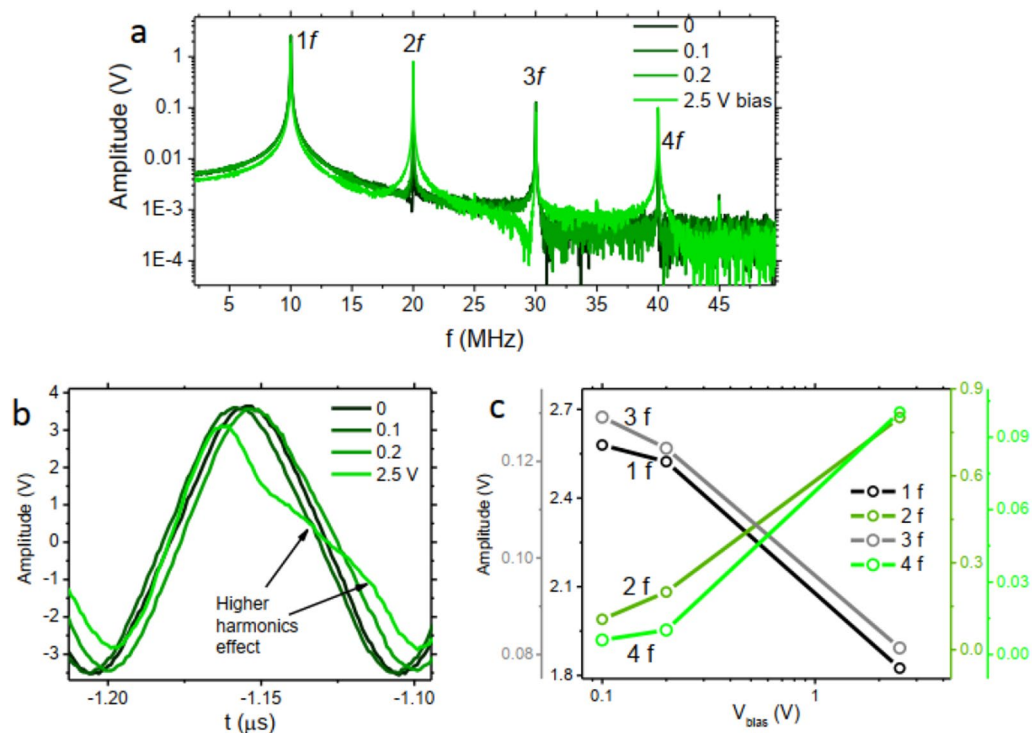 a
1f
2f
3f
4f
0
0.1
0.2
2.5 V bias
Amplitude (V)
1
0.1
0.01
1E-3
1E-4
5 10 15 20 25 30 35 40 45
f (MHz)
b
0
0.1
0.2
2.5 V
Amplitude (V)
4
3
1
0
-1
-3
Higher
harmonics
effect
-1.20 -1.15 -1.10
t (μs)
c
3 f
1 f
2 f
4 f
1 f
2 f
3 f
4 f
0.12
0.10
0.08
Amplitude (V)
2.7
2.4
2.1
1.8
0.9
0.6
0.3
0.0
0.09
0.06
0.03
0.00
0.1 1
V_bias (V)